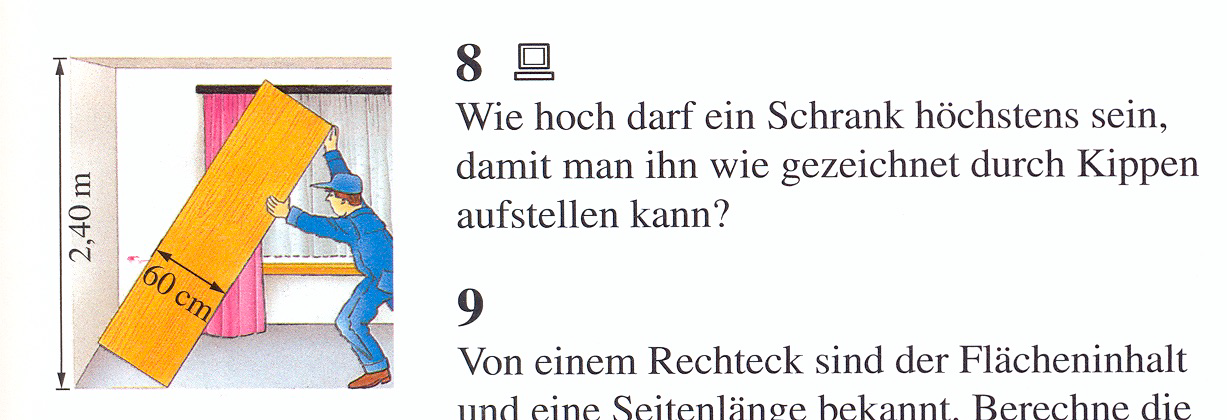 2,40 m
60 cm
8
Wie hoch darf ein Schrank höchstens sein,
damit man ihn wie gezeichnet durch Kippen
aufstellen kann?
9
Von einem Rechteck sind der Flächeninhalt
und eine Seitenlänge bekannt. Berechne die